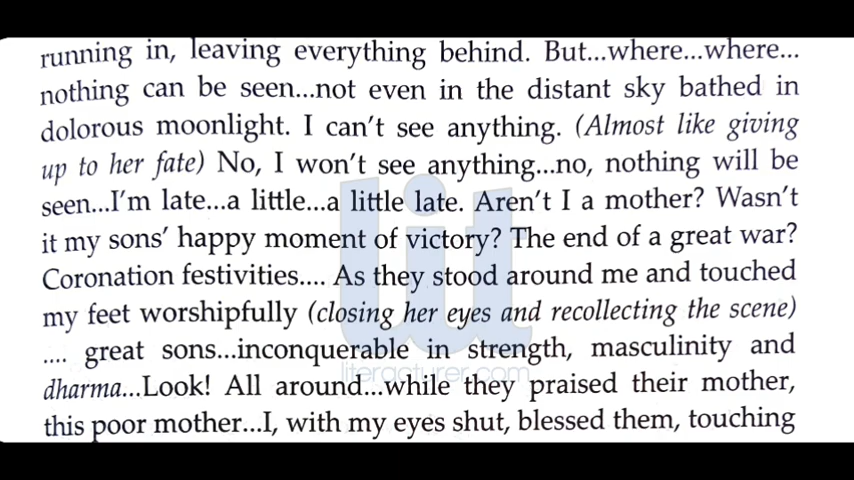 running in, leaving everything behind. But...where...where...
nothing can be seen...not even in the distant sky bathed in
dolorous moonlight. I can't see anything. (Almost like giving
up to her fate) No, I won't see anything...no, nothing will be
seen...I'm late...a little...a little late. Aren't I a mother? Wasn't
it my sons' happy moment of victory? The end of a great war?
Coronation festivities.... As they stood around me and touched
my feet worshipfully (closing her eyes and recollecting the scene)
.... great sons...inconquerable in strength, masculinity and
dharma...Look! All around...while they praised their mother,
this poor mother...I, with my eyes shut, blessed them, touching
lit
literacturer.com